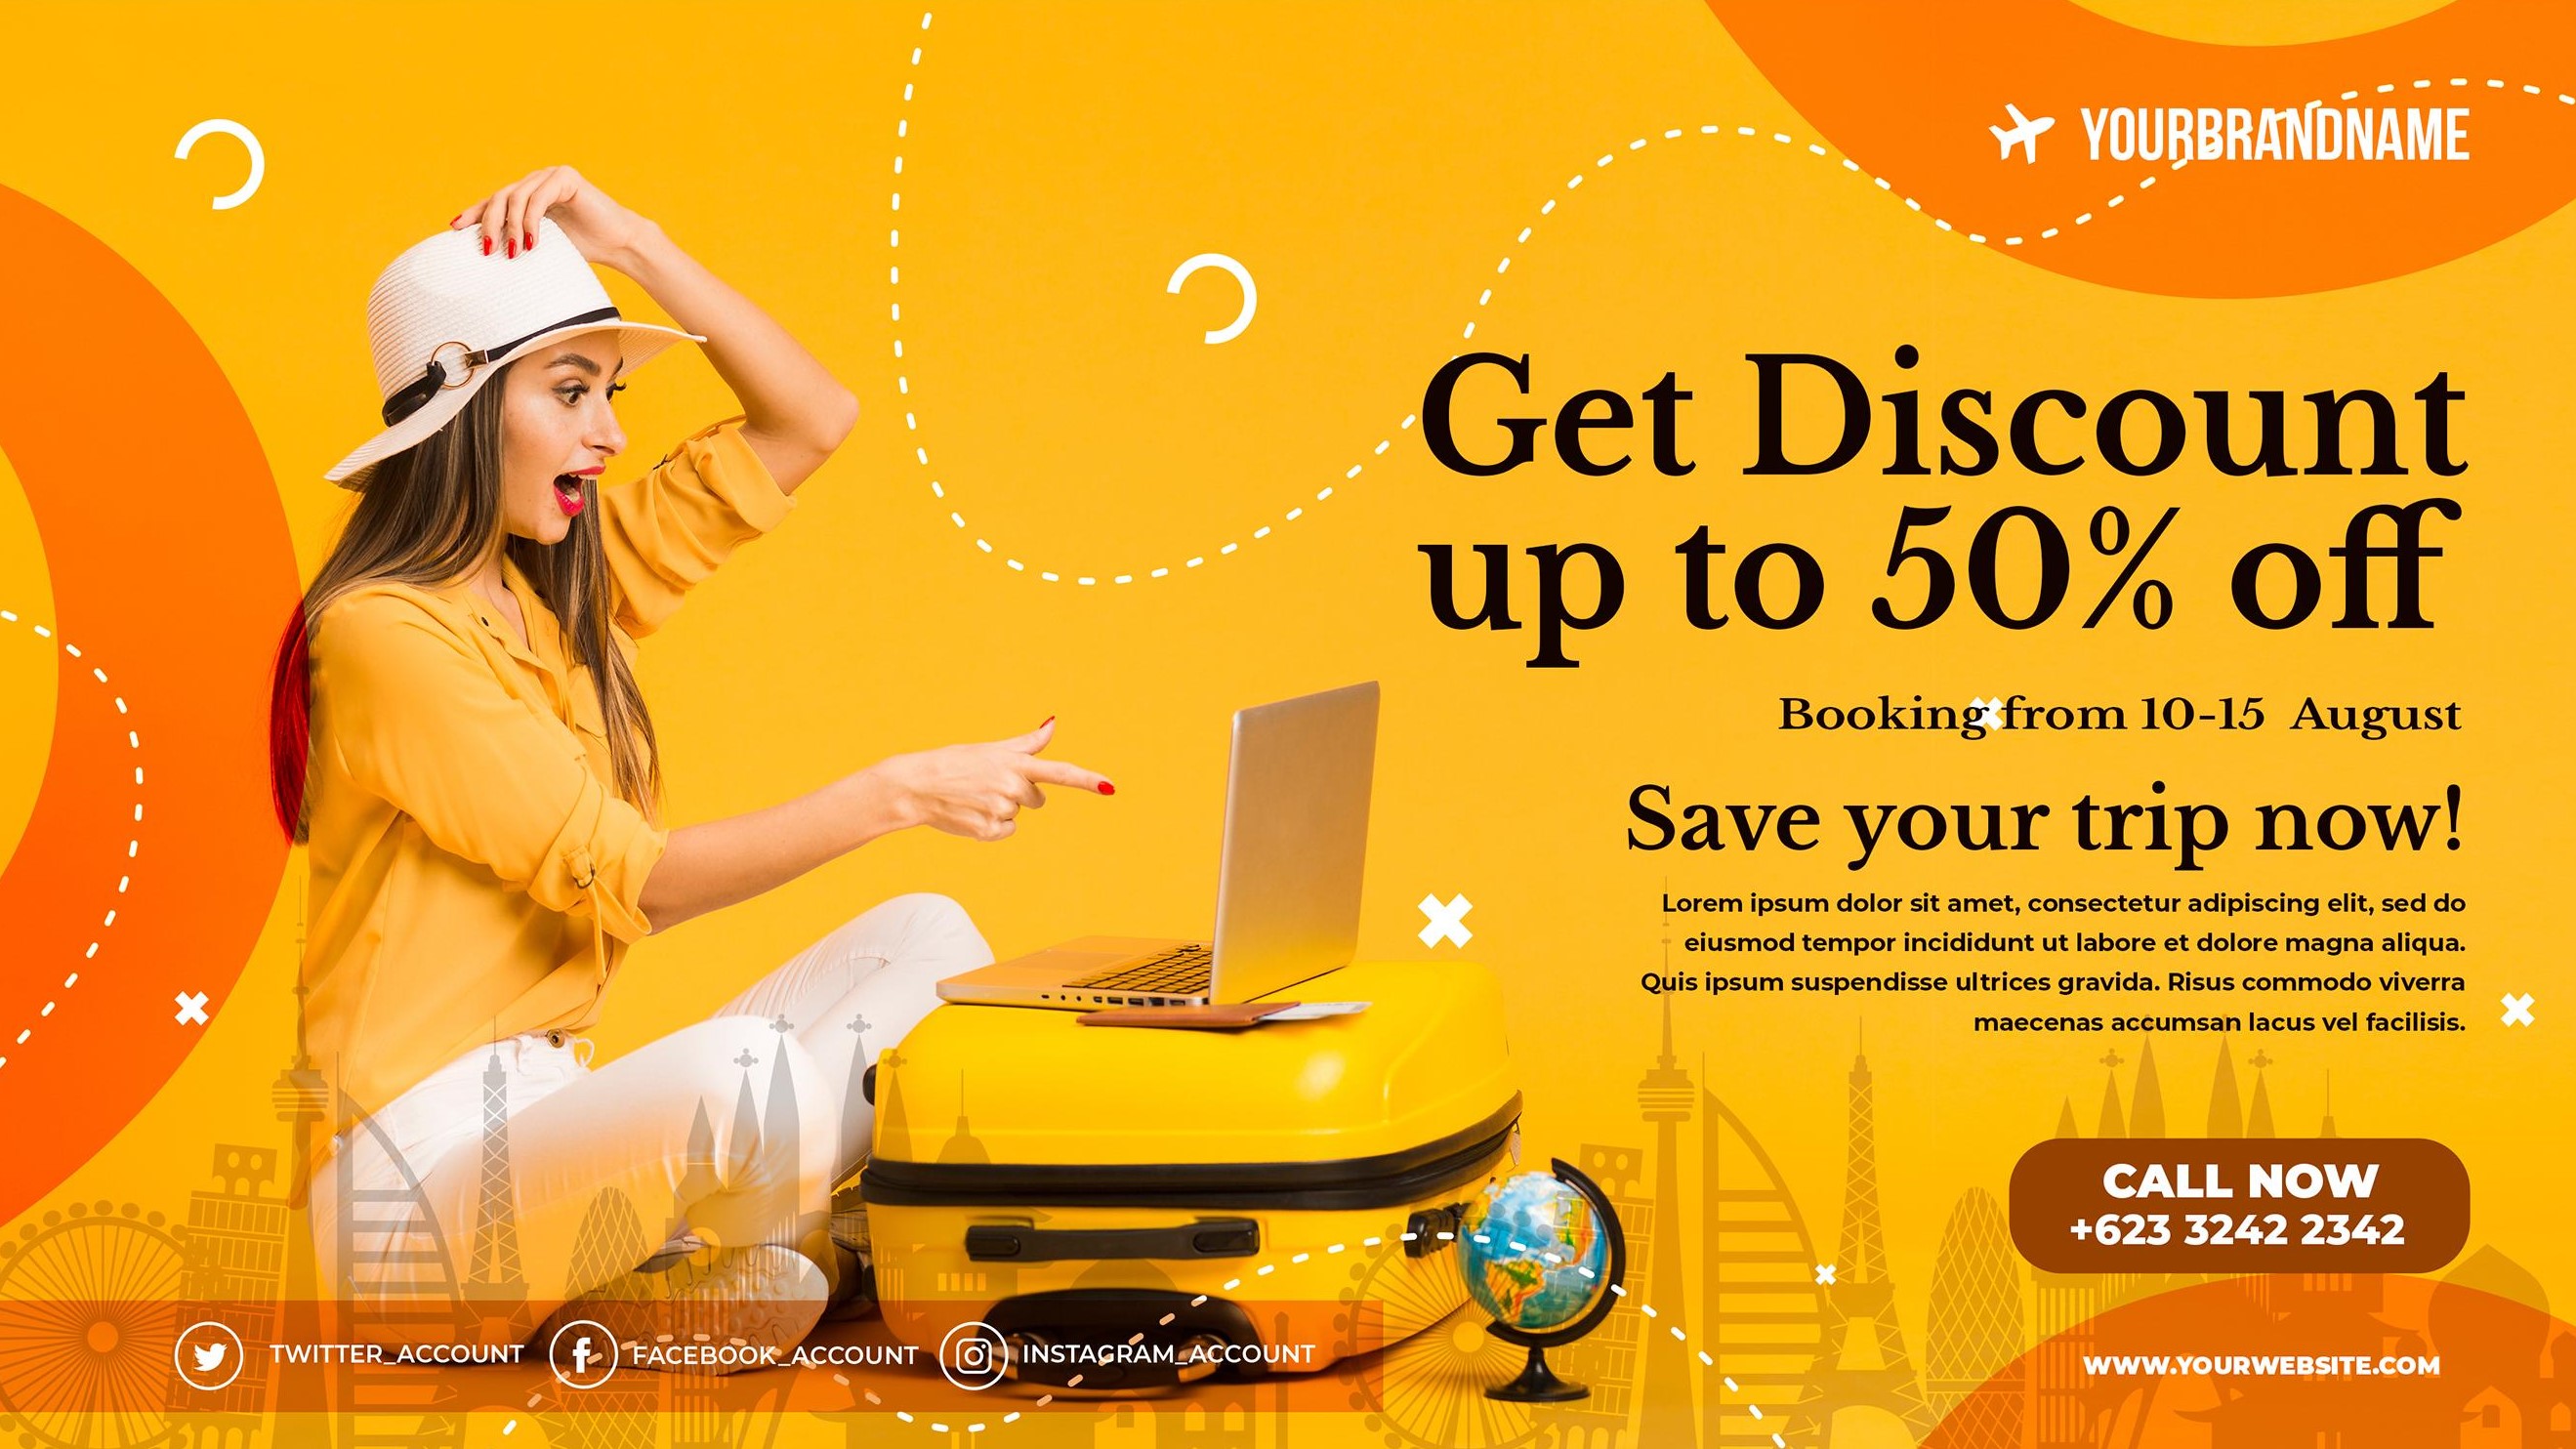 YOURBRANDNAME
Get Discount
up to 50% off
Booking from 10-15 August
Save your trip now!
Lorem ipsum dolor sit amet, consectetur adipiscing elit, sed do
eiusmod tempor incididunt ut labore et dolore magna aliqua.
Quis ipsum suspendisse ultrices gravida. Risus commodo viverra
maecenas accumsan lacus vel facilisis.
CALL NOW
+623 3242 2342
TWITTER_ACCOUNT
FACEBOOK_ACCOUNT
INSTAGRAM_ACCOUNT
WWW.YOURWEBSITE.COM